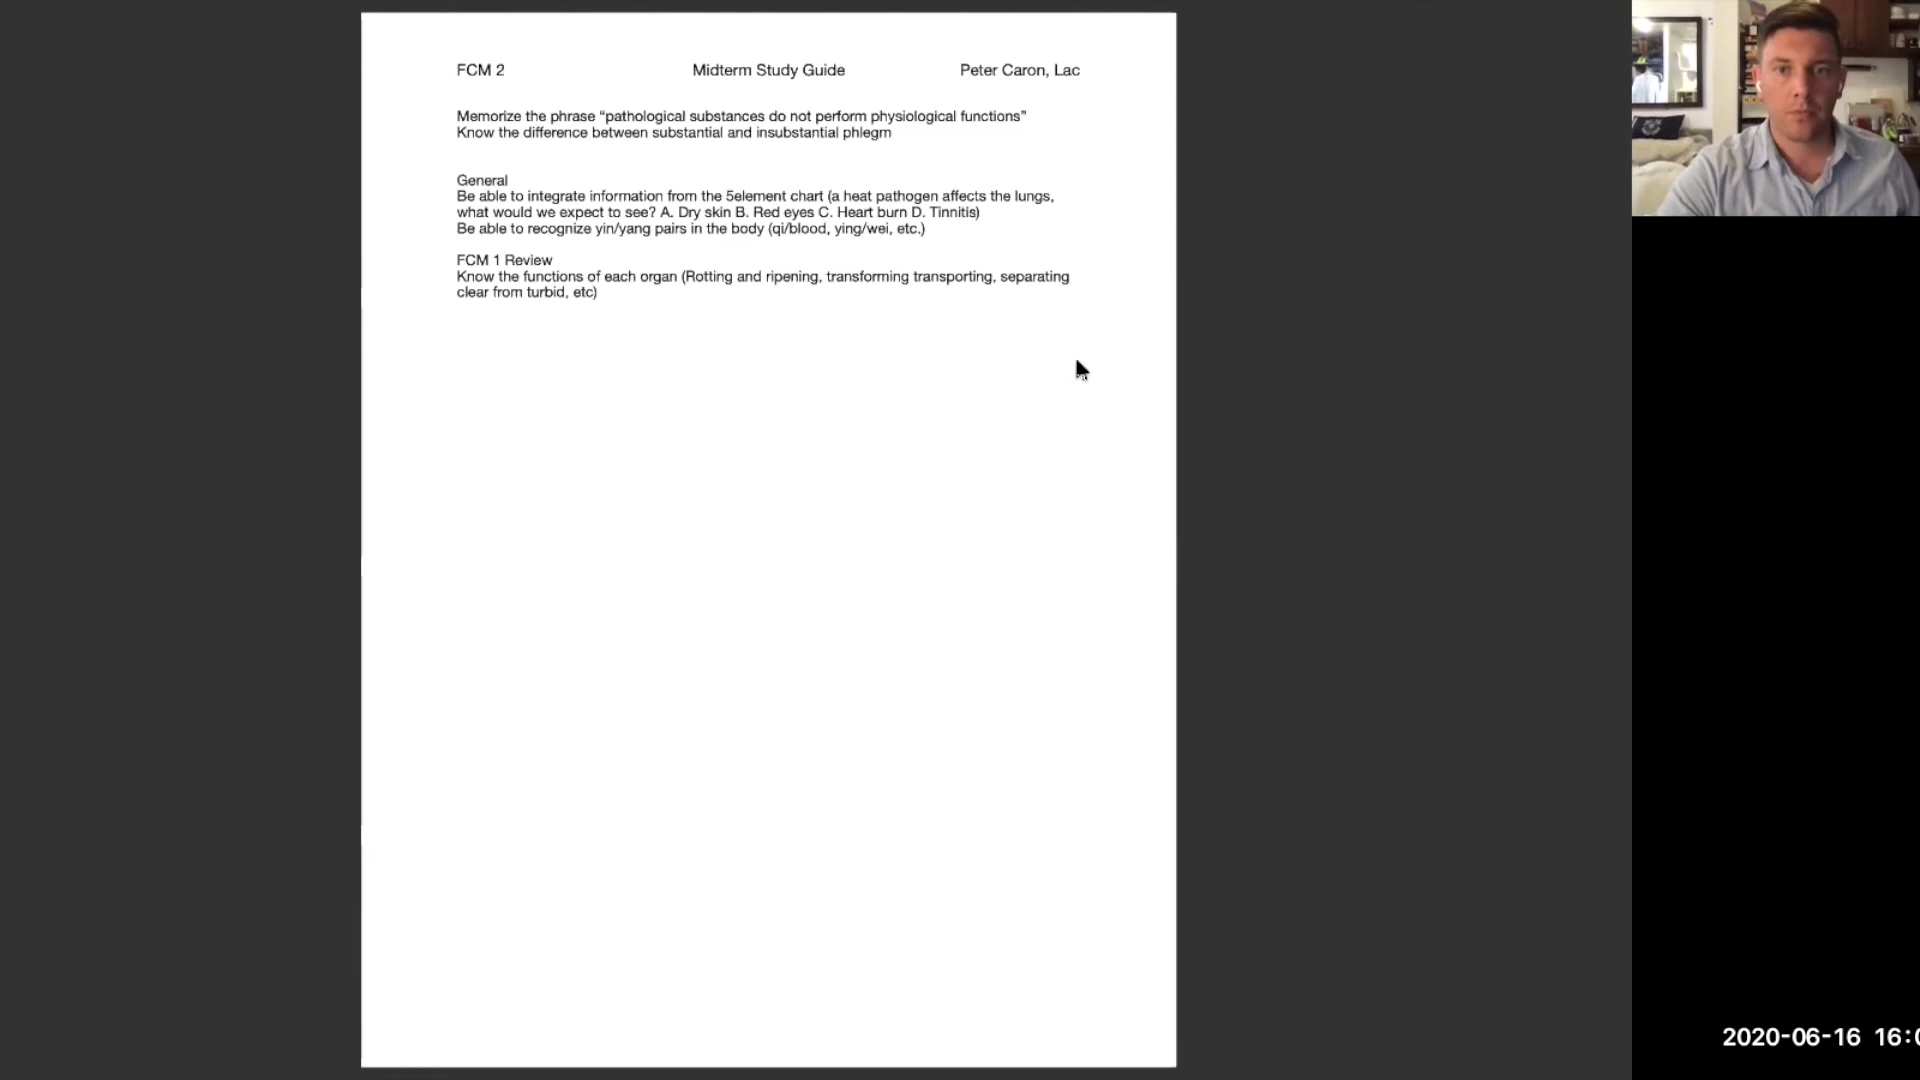 FCM 2 Midterm Study Guide Peter Caron, Lac
Memorize the phrase “pathological substances do not perform physiological functions”
Know the difference between substantial and insubstantial phlegm
General
Be able to integrate information from the 5element chart (a heat pathogen affects the lungs,
what would we expect to see? A. Dry skin B. Red eyes C. Heart burn D. Tinnitis)
Be able to recognize yin/yang pairs in the body (qi/blood, ying/wei, etc.)
FCM 1 Review
Know the functions of each organ (Rotting and ripening, transforming transporting, separating
clear from turbid, etc)
2020-06-16 16:0